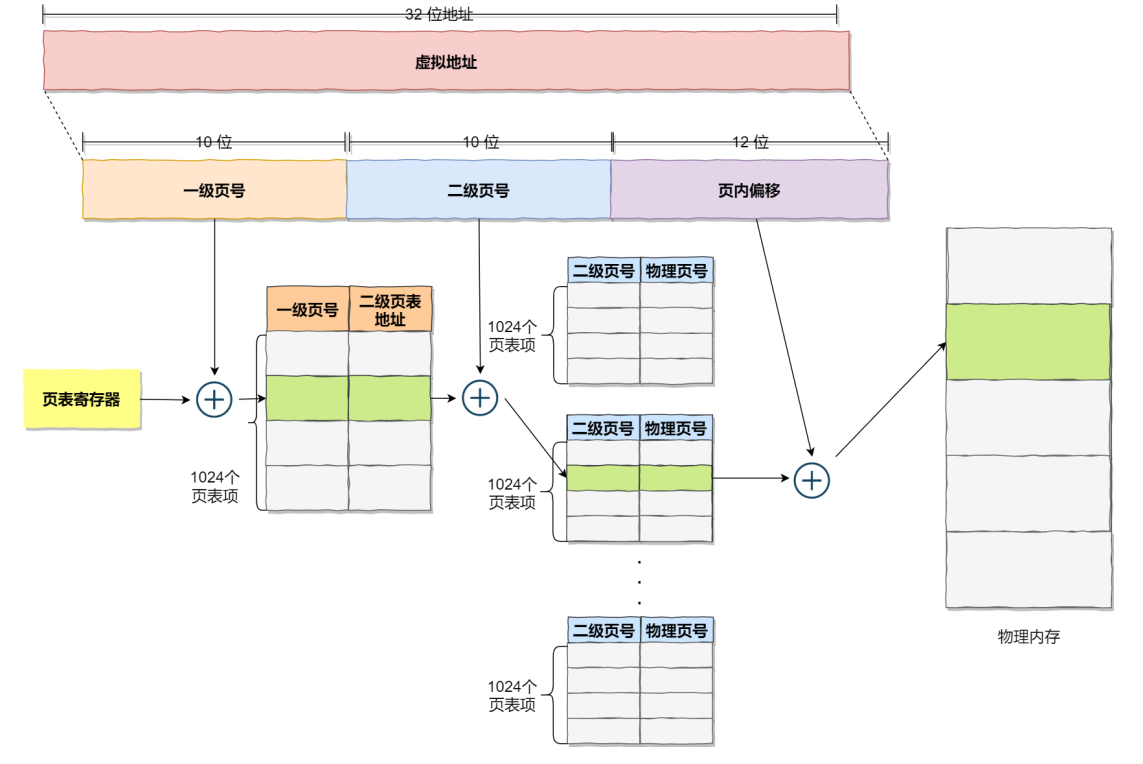 32 位地址
虚拟地址
10 位
10 位
12 位
一级页号
二级页号
页内偏移
二级页号
物理页号
1024个
页表项
一级页号
二级页表
地址
页表寄存器
1024个
页表项
二级页号
物理页号
1024个
页表项
二级页号
物理页号
1024个
页表项
物理内存